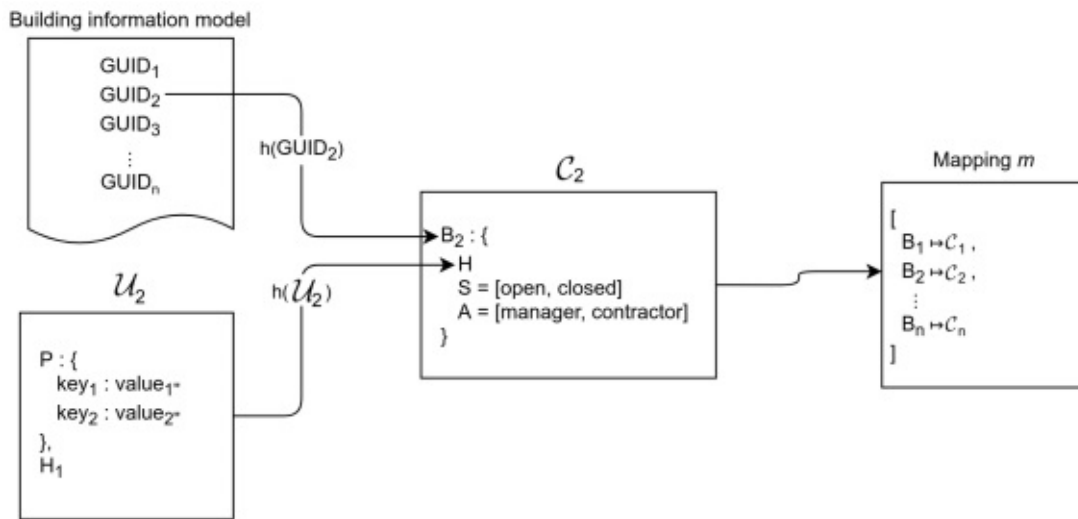 Building information model
GUID₁
GUID₂
GUID₃
⋮
GUIDₙ
h(GUID₂)
𝒰₂
P : {
key₁ : value₁*
key₂ : value₂*
},
H₁
h(𝒰₂)
𝒞₂
B₂ : {
H
S = [open, closed]
A = [manager, contractor]
}
Mapping m
[
B₁ ↦ 𝒞₁ ,
B₂ ↦ 𝒞₂ ,
⋮
Bₙ ↦ 𝒞ₙ
]